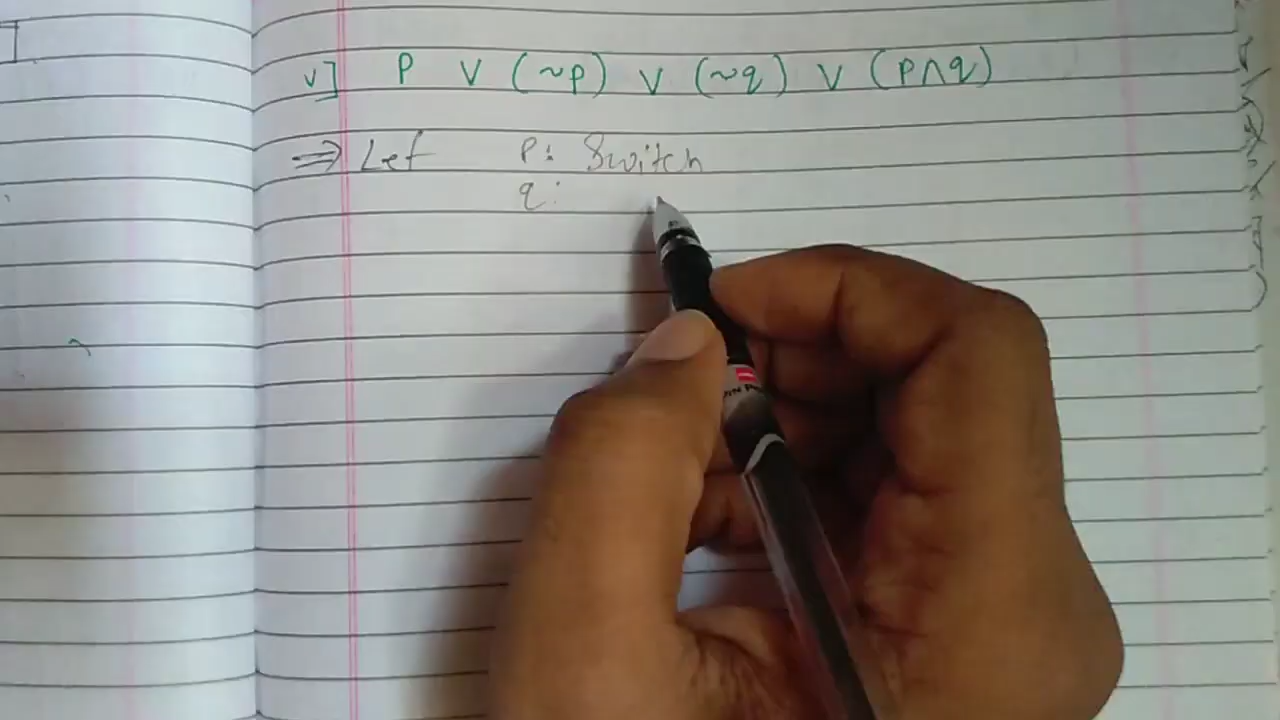 v] p ∨ (~p) ∨ (~q) ∨ (p∧q)
⇒ Let p: Switch
q: